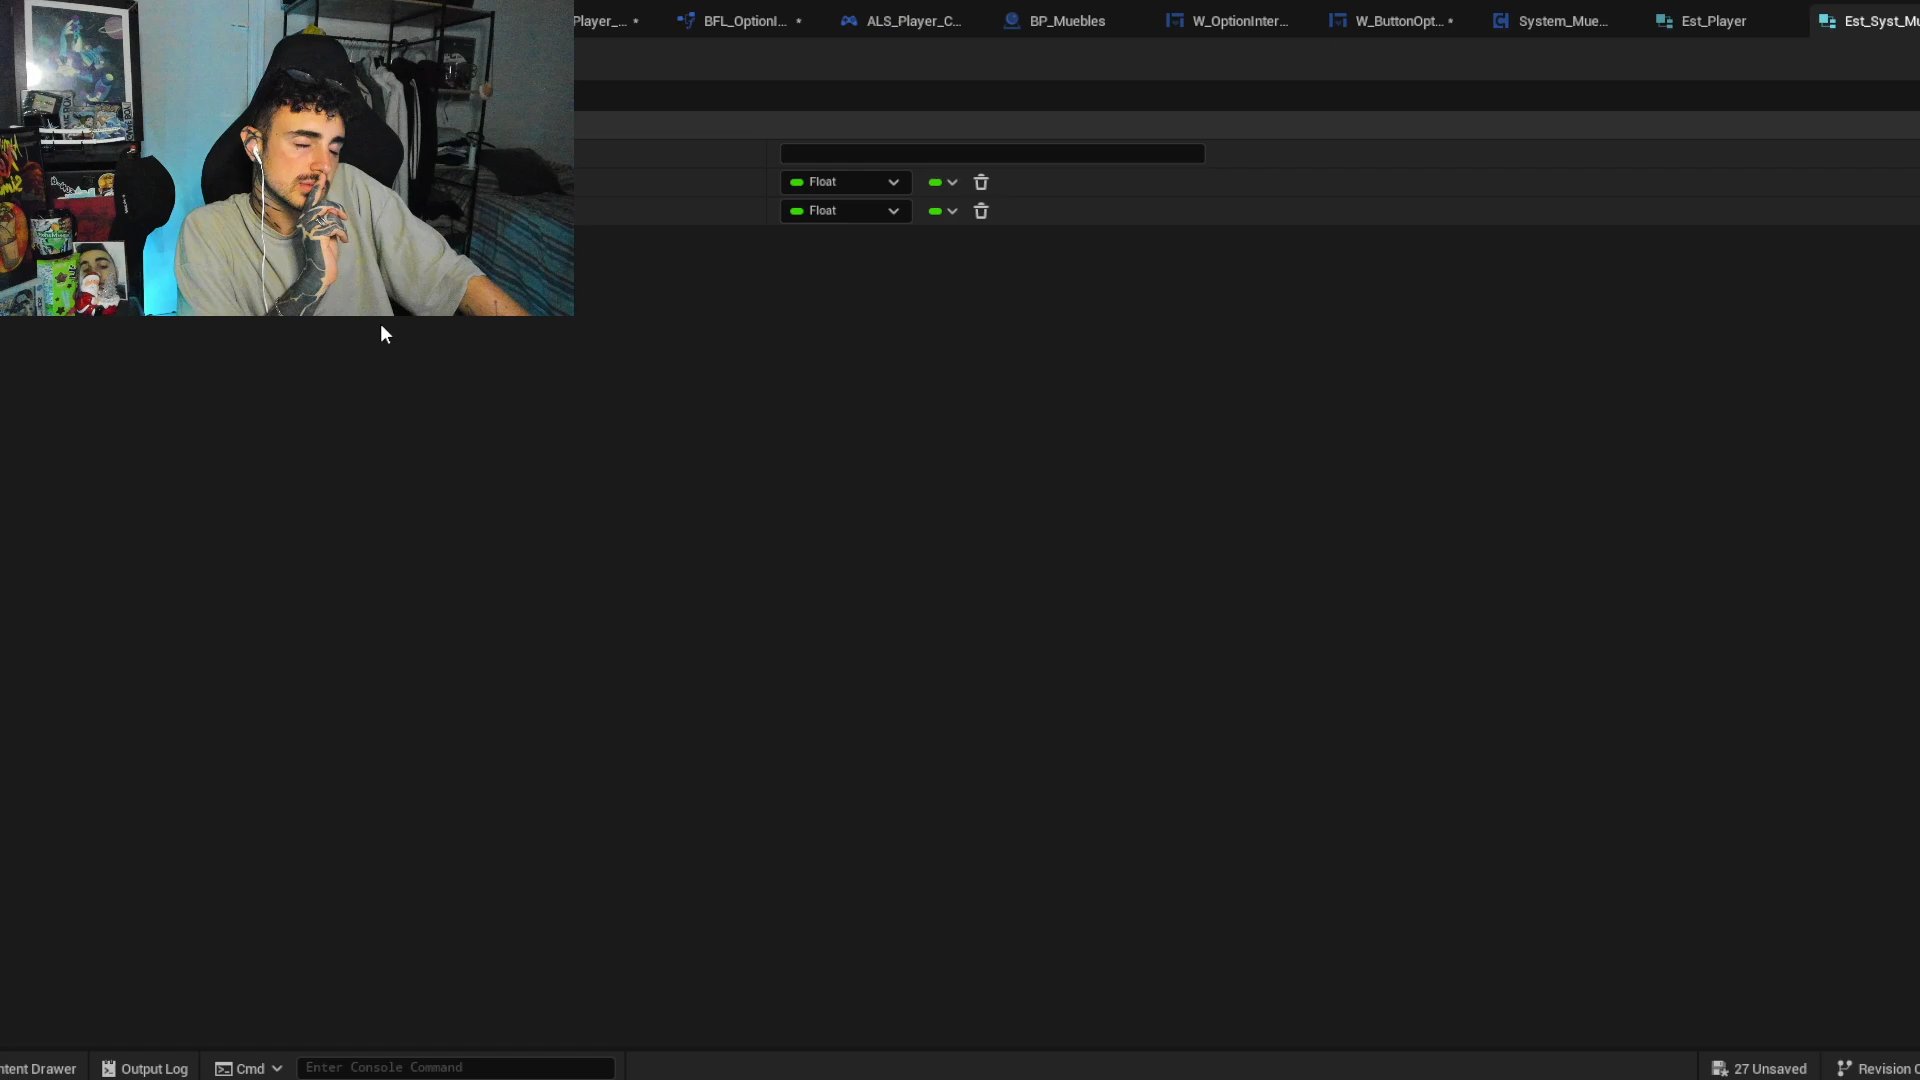 Player_... *
BFL_OptionI... *
ALS_Player_C...
BP_Muebles
W_OptionInter...
W_ButtonOpt... *
System_Mue...
Est_Player
Est_Syst_Mu
Float
Float
ntent Drawer
Output Log
Cmd
Enter Console Command
27 Unsaved
Revision C